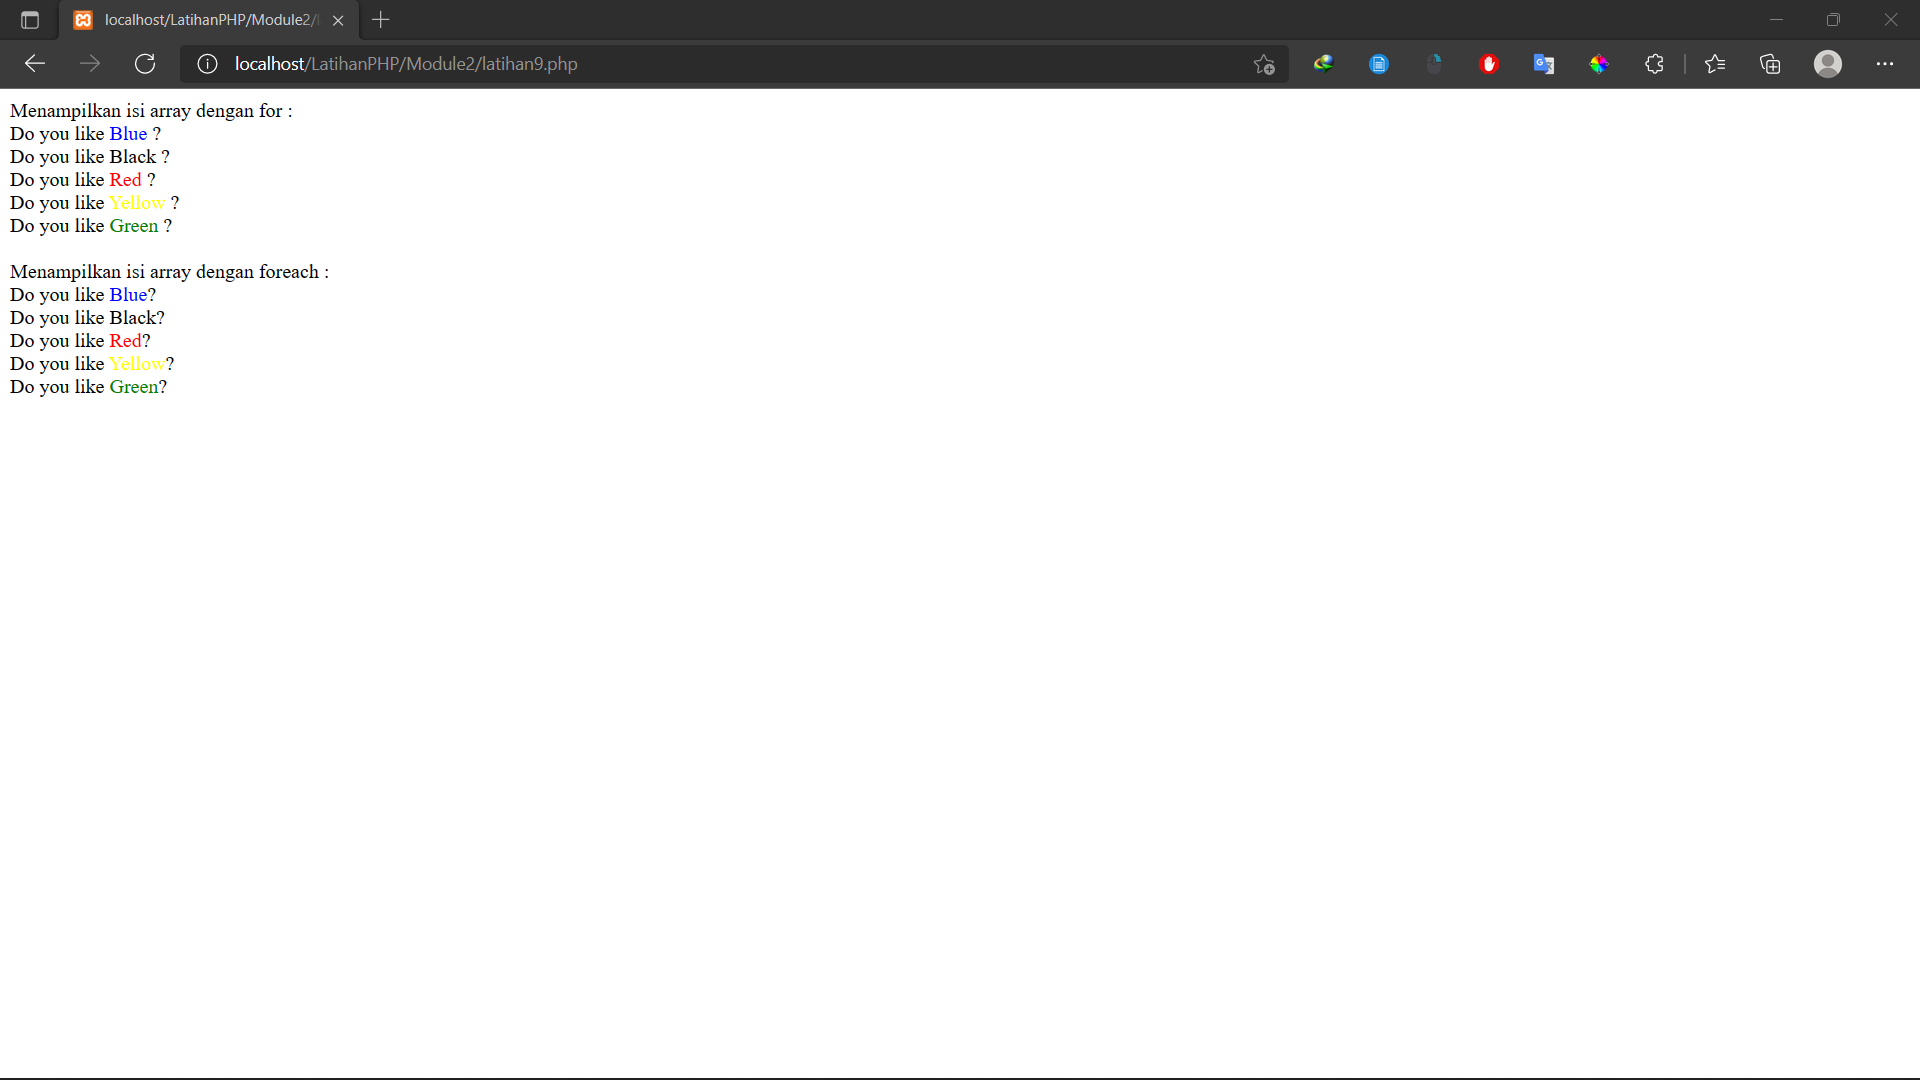 localhost/LatihanPHP/Module2/l
localhost/LatihanPHP/Module2/latihan9.php
Menampilkan isi array dengan for :
Do you like Blue ?
Do you like Black ?
Do you like Red ?
Do you like Yellow ?
Do you like Green ?
Menampilkan isi array dengan foreach :
Do you like Blue?
Do you like Black?
Do you like Red?
Do you like Yellow?
Do you like Green?